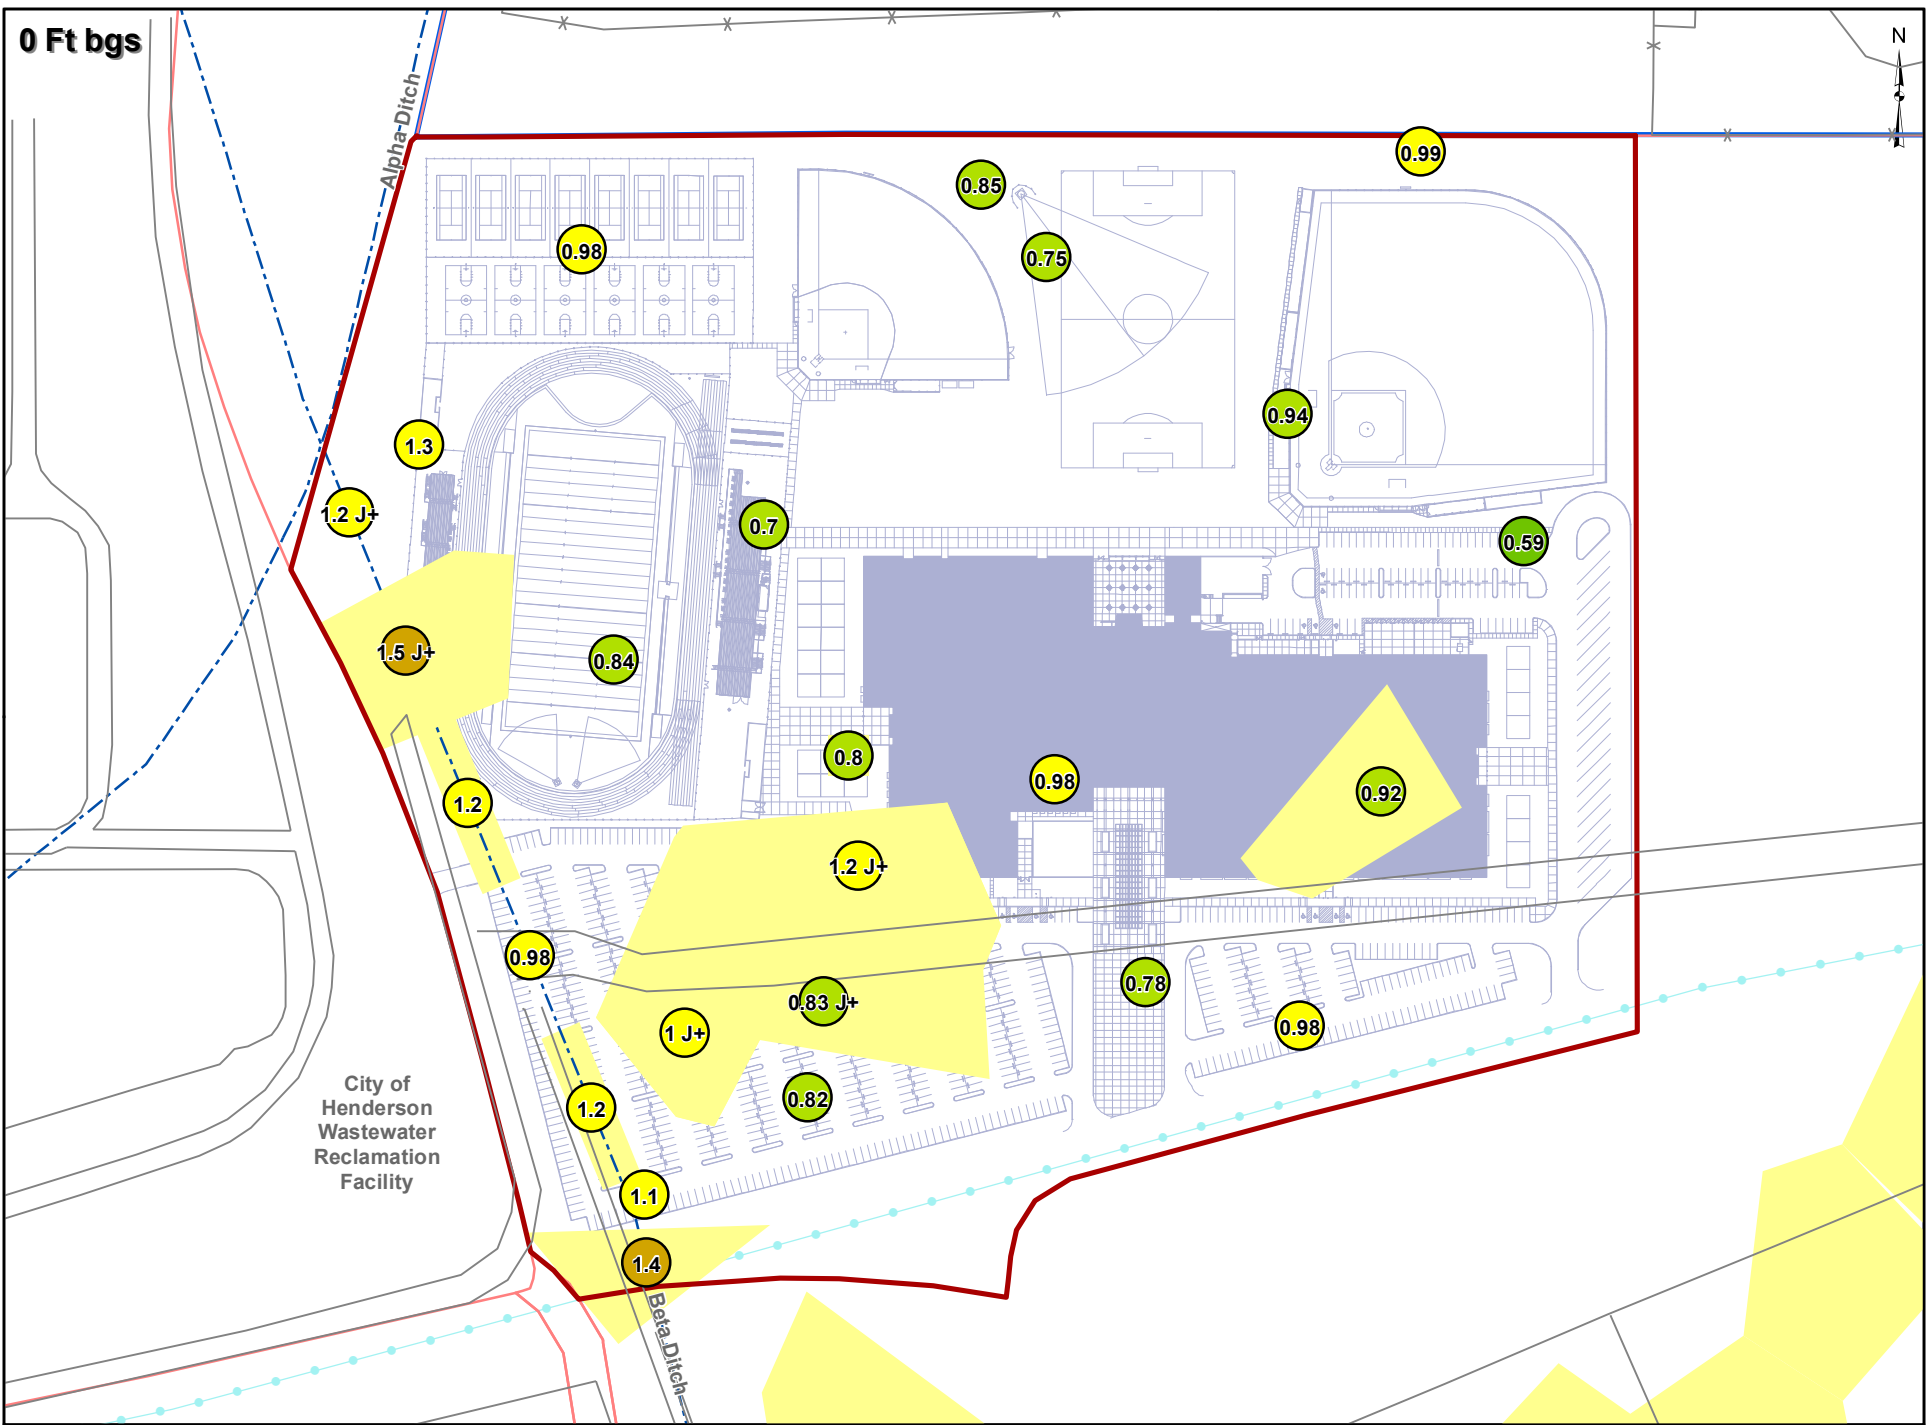 0 Ft bgs
N
Alpha Ditch
0.99
0.85
0.98
0.75
0.94
1.3
1.2 J+
0.7
0.59
1.5 J+
0.84
0.8
0.98
0.92
1.2
1.2 J+
0.98
0.78
0.83 J+
0.98
1 J+
0.82
1.2
City of
Henderson
Wastewater
Reclamation
Facility
1.1
1.4
Beta Ditch